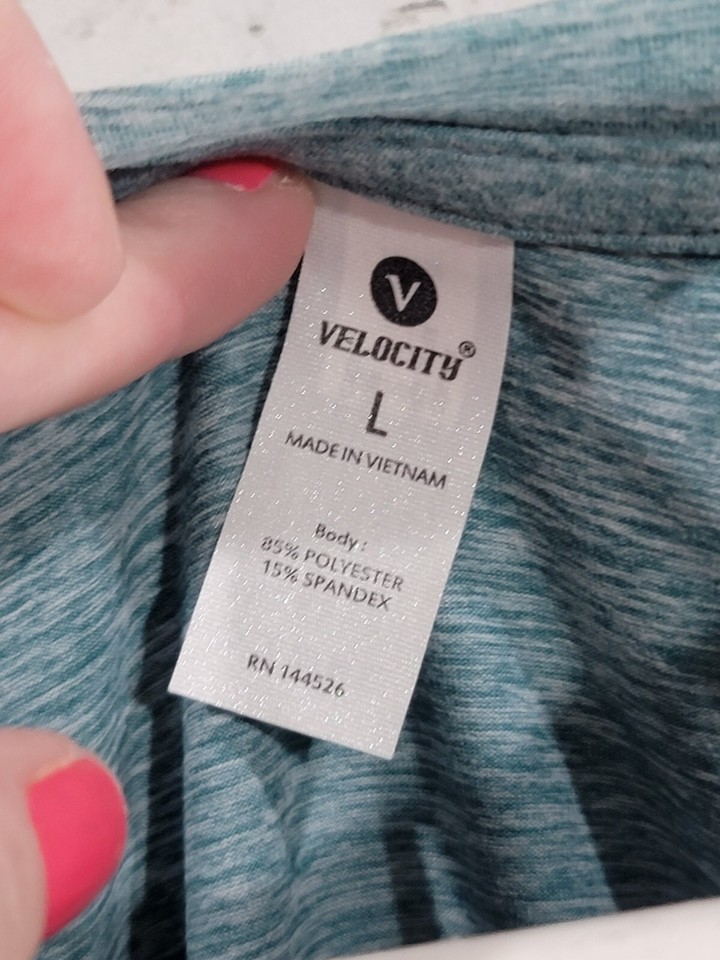 V
VELOCITY®
L
MADE IN VIETNAM
Body :
85% POLYESTER
15% SPANDEX
RN 144526